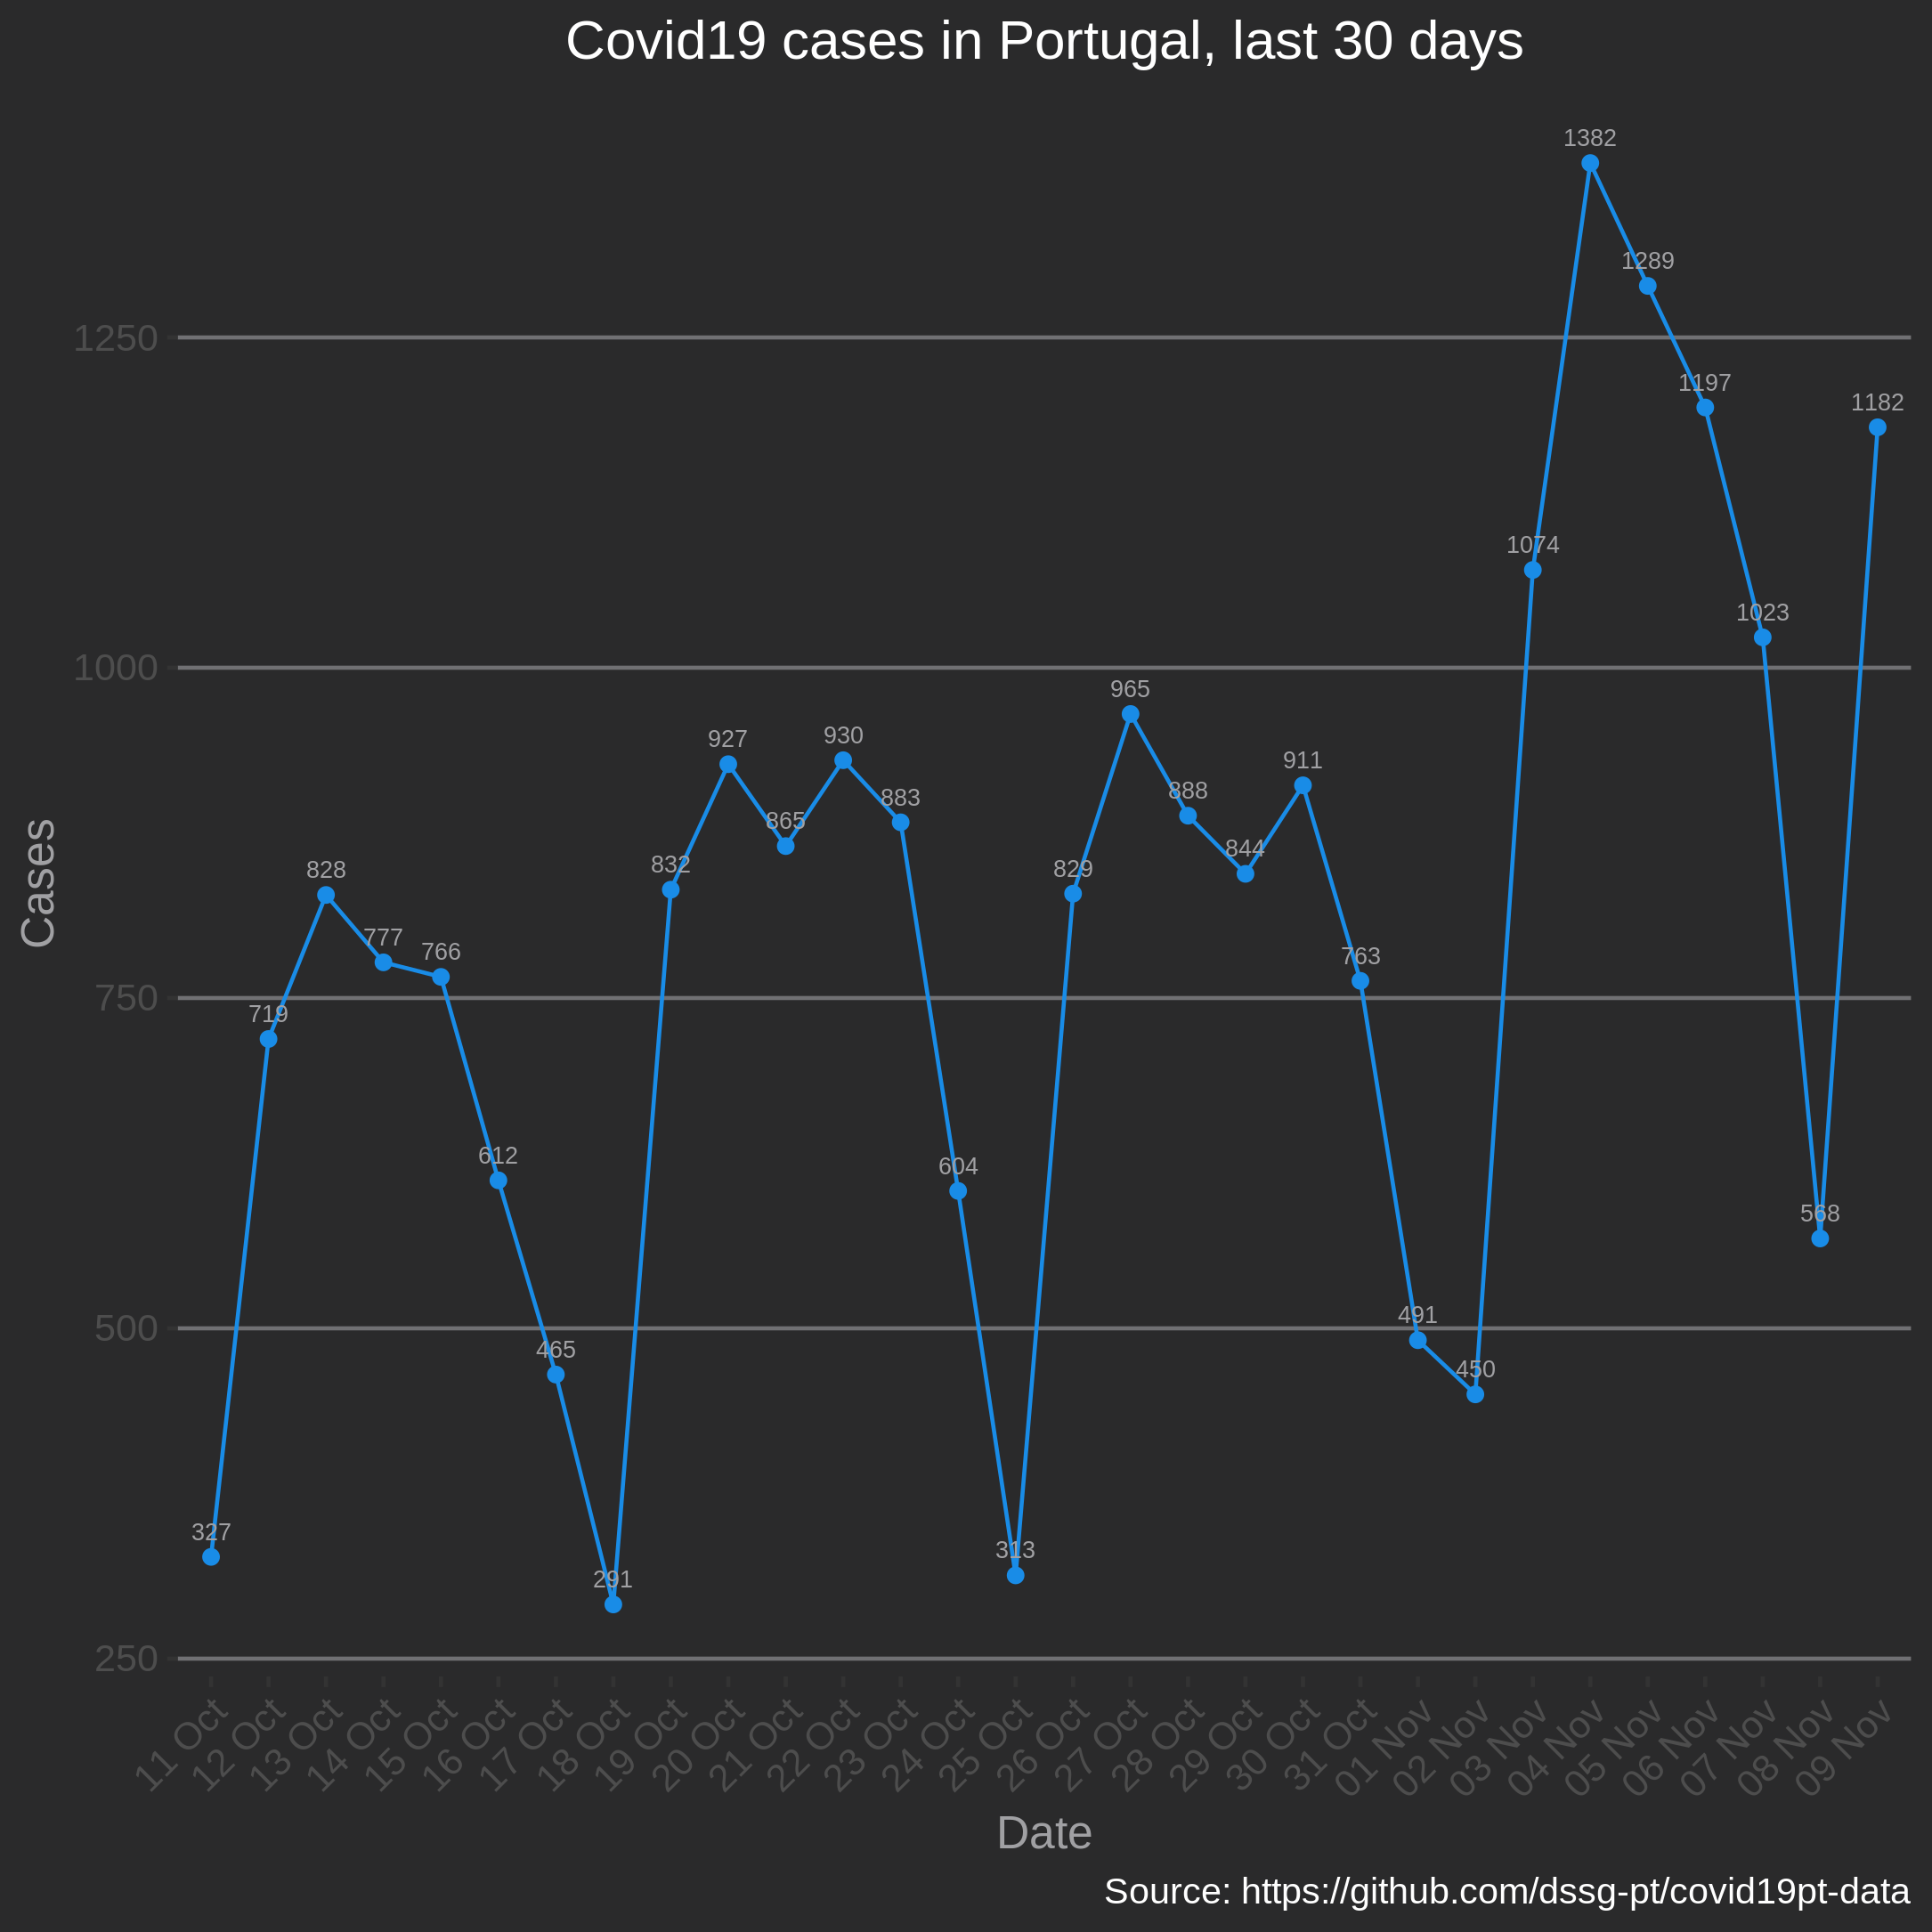 Covid19 cases in Portugal, last 30 days
Cases
1250
1000
750
500
250
327
719
828
777
766
612
465
291
832
927
865
930
883
604
313
829
965
888
844
911
763
491
450
1074
1382
1289
1197
1023
568
1182
11 Oct
12 Oct
13 Oct
14 Oct
15 Oct
16 Oct
17 Oct
18 Oct
19 Oct
20 Oct
21 Oct
22 Oct
23 Oct
24 Oct
25 Oct
26 Oct
27 Oct
28 Oct
29 Oct
30 Oct
31 Oct
01 Nov
02 Nov
03 Nov
04 Nov
05 Nov
06 Nov
07 Nov
08 Nov
09 Nov
Date
Source: https://github.com/dssg-pt/covid19pt-data